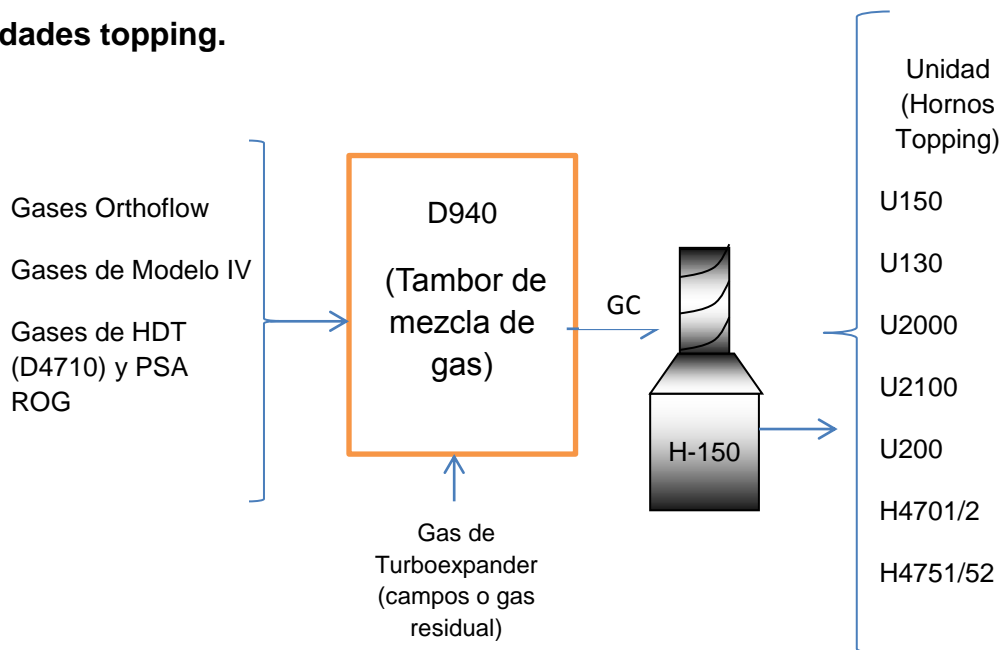 dades topping.
Gases Orthoflow
Gases de Modelo IV
Gases de HDT
(D4710) y PSA
ROG
D940
(Tambor de
mezcla de
gas)
Gas de
Turboexpander
(campos o gas
residual)
GC
H-150
Unidad
(Hornos
Topping)
U150
U130
U2000
U2100
U200
H4701/2
H4751/52